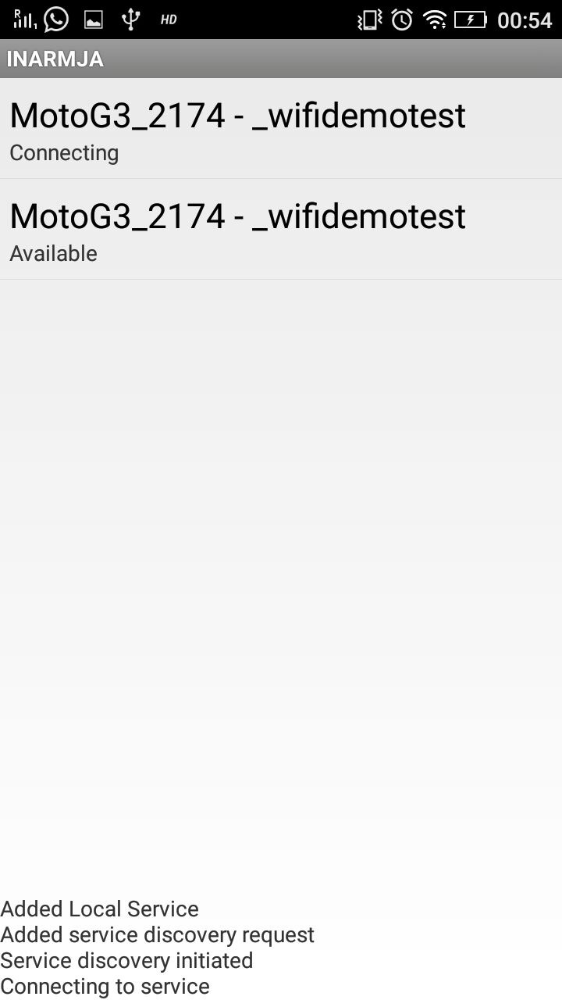 R 1 HD 00:54
INARMJA
MotoG3_2174 - _wifidemotest
Connecting
MotoG3_2174 - _wifidemotest
Available
Added Local Service
Added service discovery request
Service discovery initiated
Connecting to service